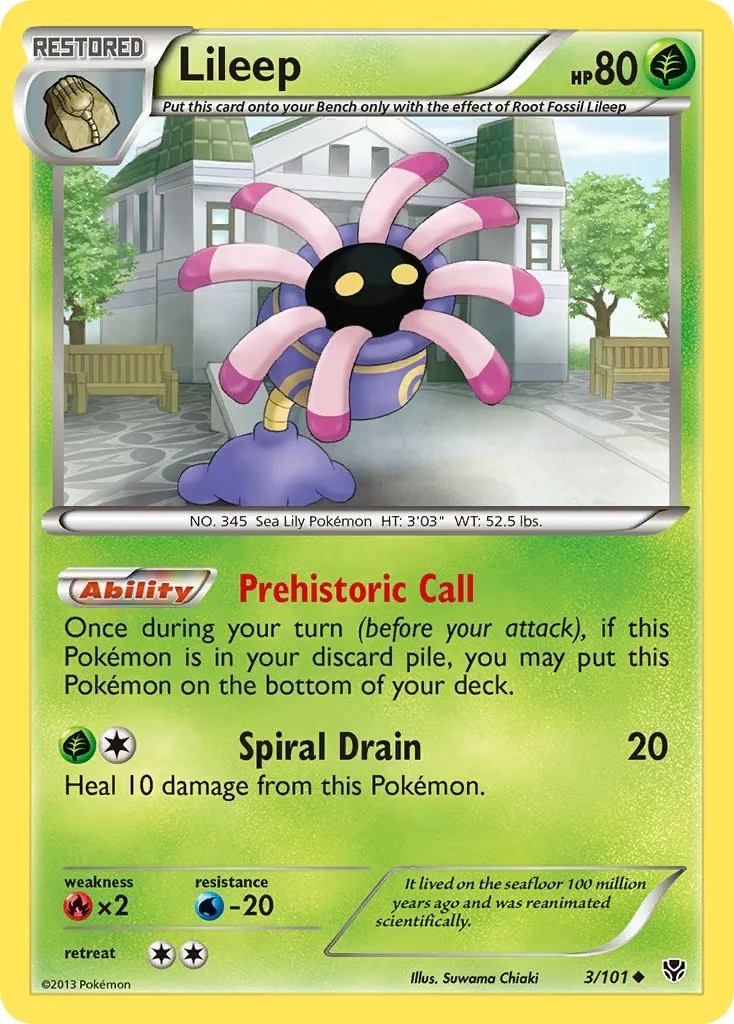 RESTORED
Lileep
HP80
Put this card onto your Bench only with the effect of Root Fossil Lileep
NO. 345 Sea Lily Pokémon HT: 3'03" WT: 52.5 lbs.
Ability Prehistoric Call
Once during your turn (before your attack), if this
Pokémon is in your discard pile, you may put this
Pokémon on the bottom of your deck.
Spiral Drain 20
Heal 10 damage from this Pokémon.
weakness
×2
resistance
-20
It lived on the seafloor 100 million
years ago and was reanimated
scientifically.
retreat
©2013 Pokémon
Illus. Suwama Chiaki
3/101